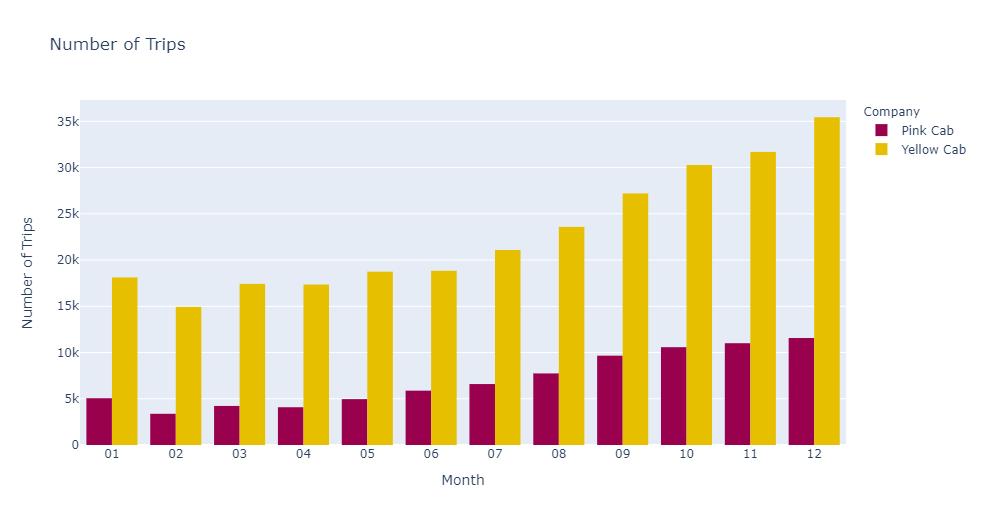 Number of Trips
Company
Pink Cab
Yellow Cab
Number of Trips
35k
30k
25k
20k
15k
10k
5k
0
01 02 03 04 05 06 07 08 09 10 11 12
Month